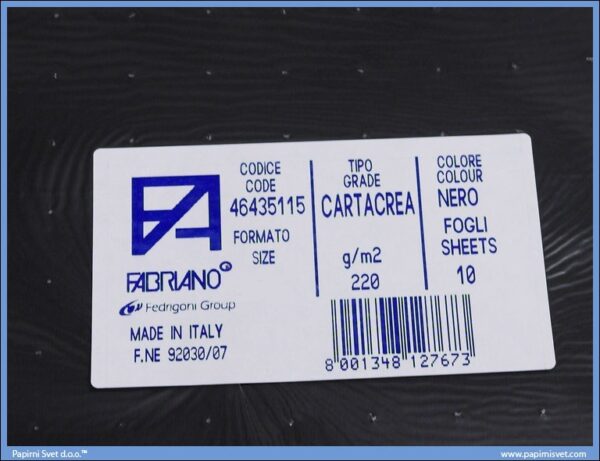 FABRIANO
Fedrigoni Group
MADE IN ITALY
F.NE 92030/07
CODICE
CODE
46435115
FORMATO
SIZE
TIPO
GRADE
CARTACREA
g/m2
220
COLORE
COLOUR
NERO
FOGLI
SHEETS
10
8 001348 127673
Papirni Svet d.o.o.™
www.papirnisvet.com